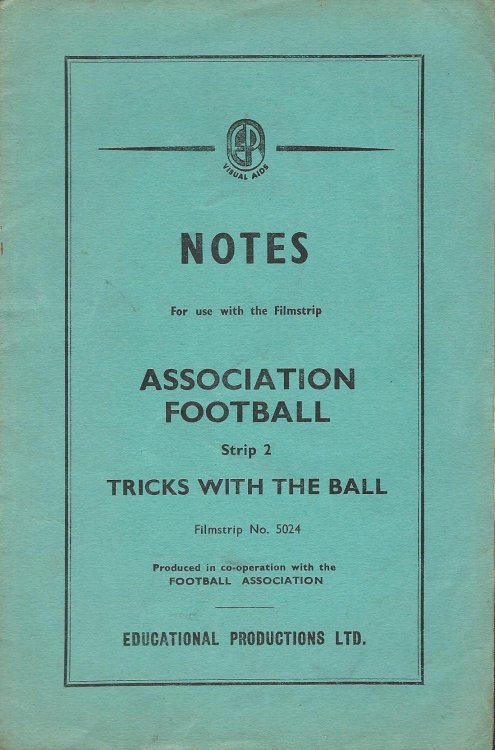 EP
VISUAL AIDS
NOTES
For use with the Filmstrip
ASSOCIATION
FOOTBALL
Strip 2
TRICKS WITH THE BALL
Filmstrip No. 5024
Produced in co-operation with the
FOOTBALL ASSOCIATION
EDUCATIONAL PRODUCTIONS LTD.